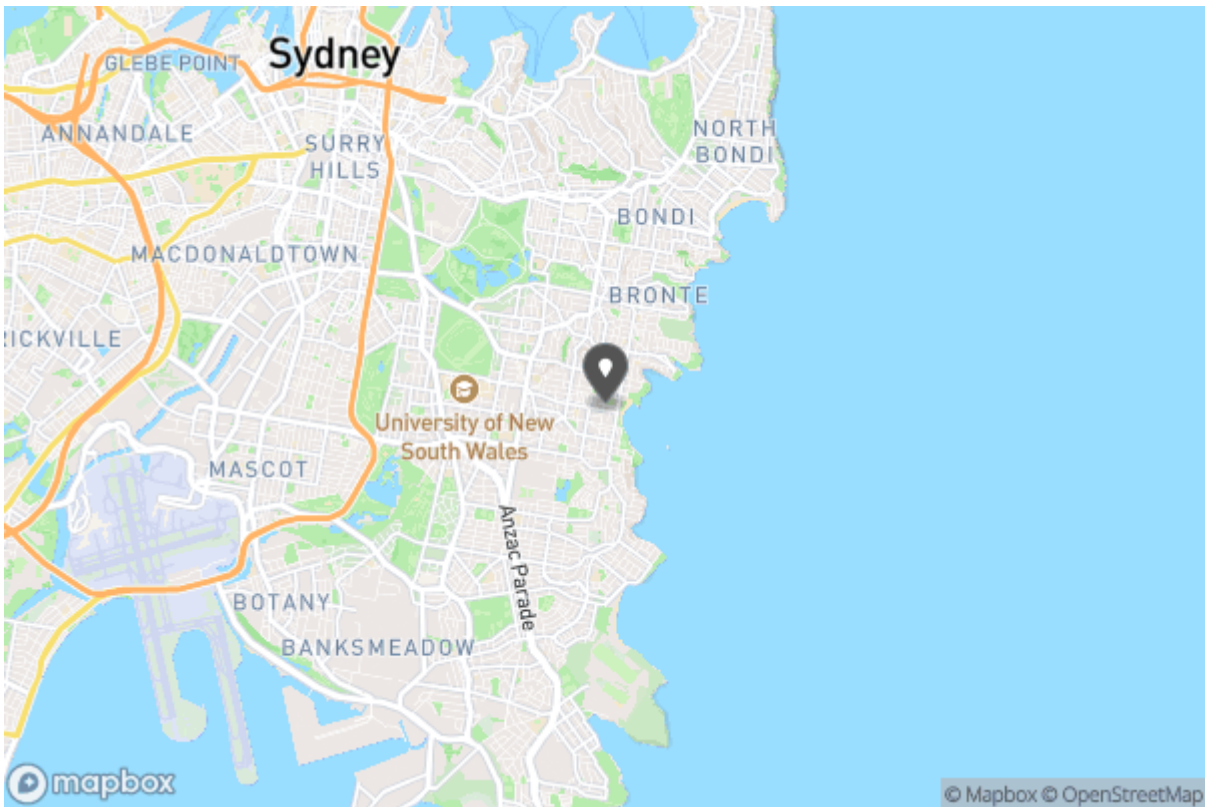 Sydney
GLEBE POINT
ANNANDALE
SURRY
HILLS
NORTH
BONDI
BONDI
MACDONALDTOWN
BRONTE
RICKVILLE
University of New
South Wales
MASCOT
Anzac Parade
BOTANY
BANKSMEADOW
mapbox
© Mapbox © OpenStreetMap